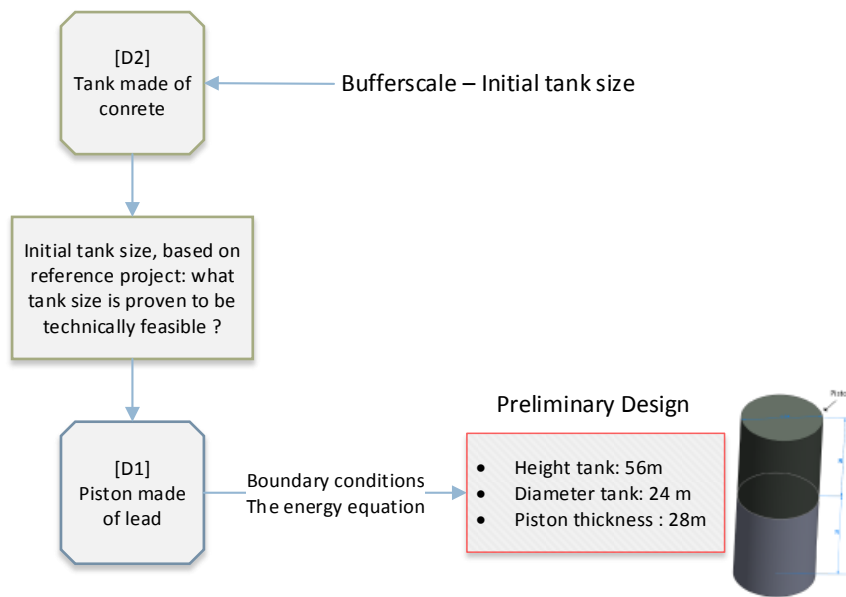 [D2]
Tank made of
conrete
Bufferscale – Initial tank size
Initial tank size, based on
reference project: what
tank size is proven to be
technically feasible ?
[D1]
Piston made
of lead
Boundary conditions
The energy equation
Preliminary Design
• Height tank: 56m
• Diameter tank: 24 m
• Piston thickness : 28m